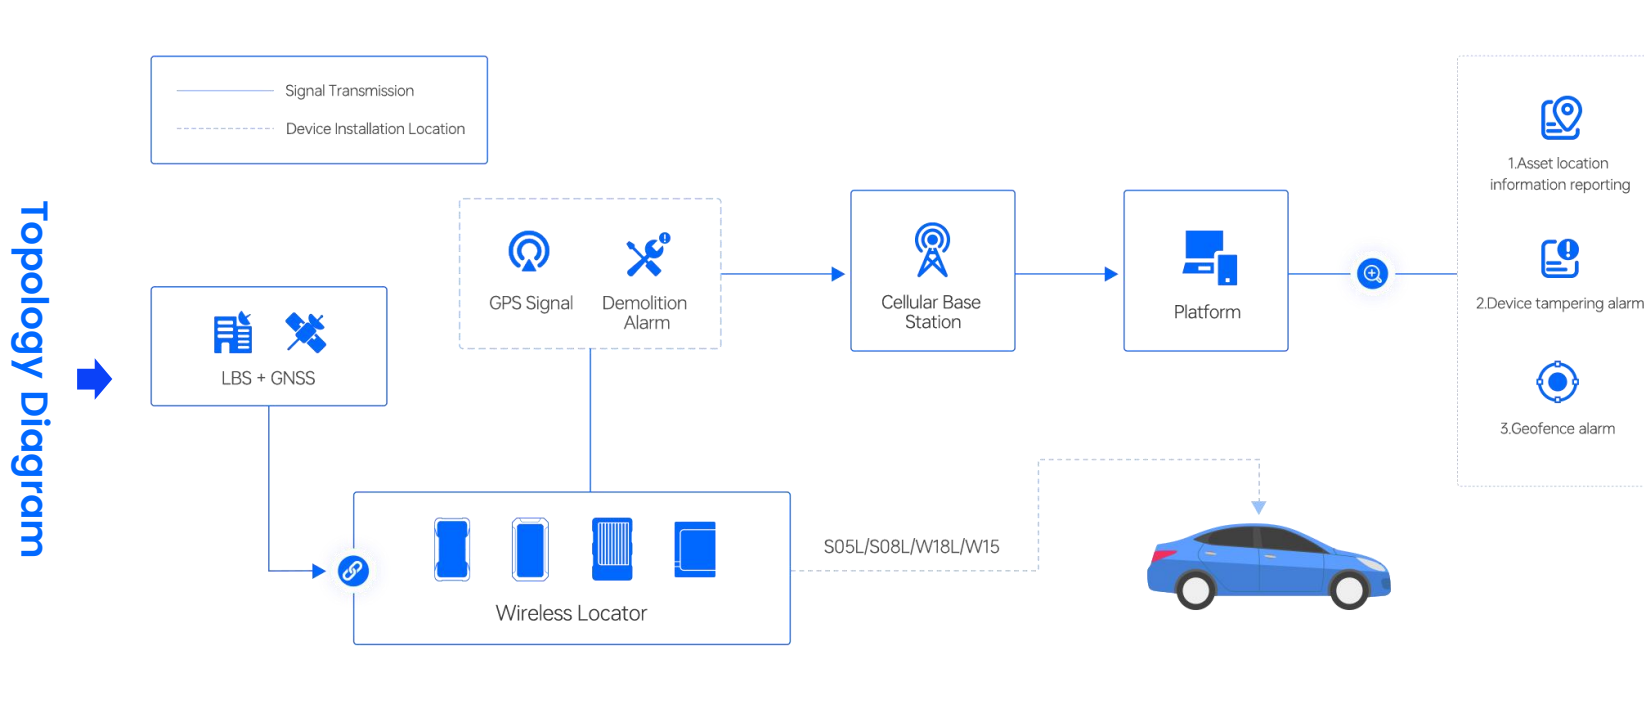 Topology Diagram
Signal Transmission
Device Installation Location
LBS + GNSS
GPS Signal
Demolition
Alarm
Cellular Base
Station
Platform
1.Asset location
information reporting
2.Device tampering alarm
3.Geofence alarm
Wireless Locator
S05L/S08L/W18L/W15